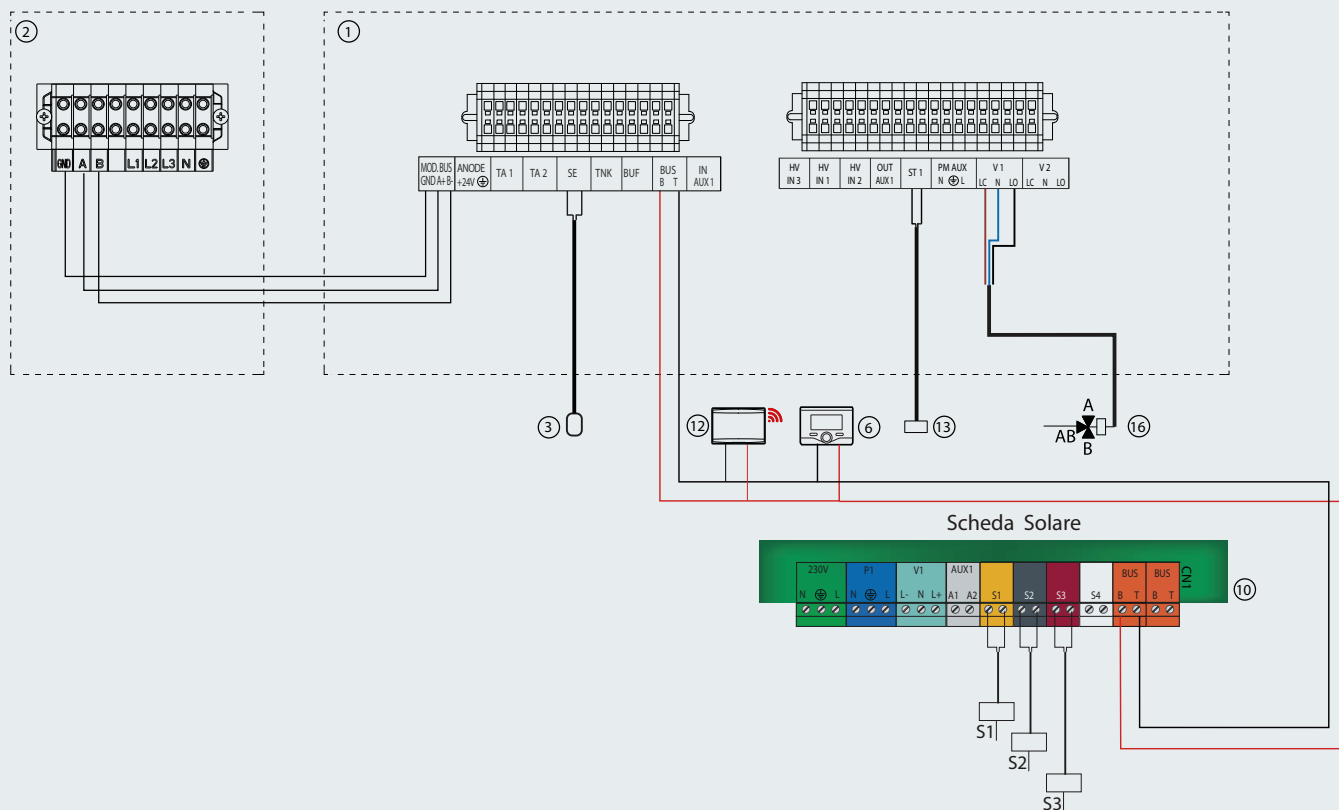 2
1
GND A B L1 L2 L3 N
MOD.BUS ANODE TA 1 TA 2 SE TNK BUF BUS IN
GND A+ B- +24V B T AUX 1
HV HV HV OUT ST 1 PM AUX V 1 V 2
IN 3 IN 1 IN 2 AUX 1 N L LC N LO LC N LO
3
12
6
13
A
AB
B
16
Scheda Solare
230V P1 V1 AUX1 S1 S2 S3 S4 BUS BUS CN1
N L N L L- N L+ A1 A2 B T B T
10
S1
S2
S3